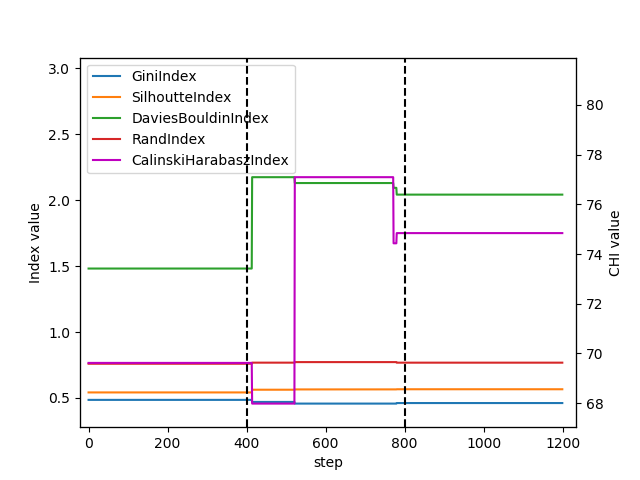 GiniIndex
SilhoutteIndex
DaviesBouldinIndex
RandIndex
CalinskiHarabaszIndex
3.0
2.5
2.0
1.5
1.0
0.5
Index value
80
78
76
74
72
70
68
CHI value
0 200 400 600 800 1000 1200
step